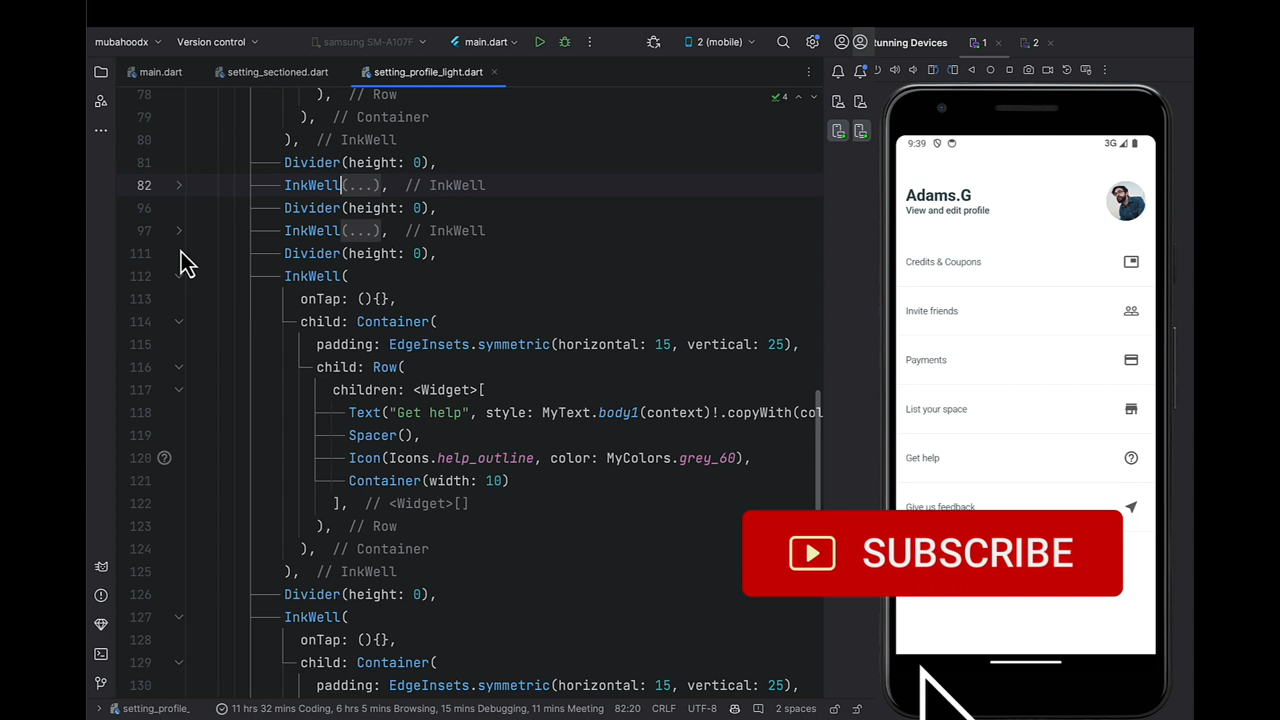 mubahoodx
Version control
samsung SM-A107F
main.dart
2 (mobile)
unning Devices
1
2
main.dart
setting_sectioned.dart
setting_profile_light.dart
4
78 ), // Row
79 ), // Container
80 ), // InkWell
81 Divider(height: 0),
82 InkWell(...), // InkWell
96 Divider(height: 0),
97 InkWell(...), // InkWell
111 Divider(height: 0),
112 InkWell(
113 onTap: (){},
114 child: Container(
115 padding: EdgeInsets.symmetric(horizontal: 15, vertical: 25),
116 child: Row(
117 children: <Widget>[
118 Text("Get help", style: MyText.body1(context)!.copyWith(col
119 Spacer(),
120 Icon(Icons.help_outline, color: MyColors.grey_60),
121 Container(width: 10)
122 ], // <Widget>[]
123 ), // Row
124 ), // Container
125 ), // InkWell
126 Divider(height: 0),
127 InkWell(
128 onTap: (){},
129 child: Container(
130 padding: EdgeInsets.symmetric(horizontal: 15, vertical: 25),
9:39
3G
Adams.G
View and edit profile
Credits & Coupons
Invite friends
Payments
List your space
Get help
Give us feedback
SUBSCRIBE
setting_profile_
11 hrs 32 mins Coding, 6 hrs 5 mins Browsing, 15 mins Debugging, 11 mins Meeting
82:20
CRLF
UTF-8
2 spaces